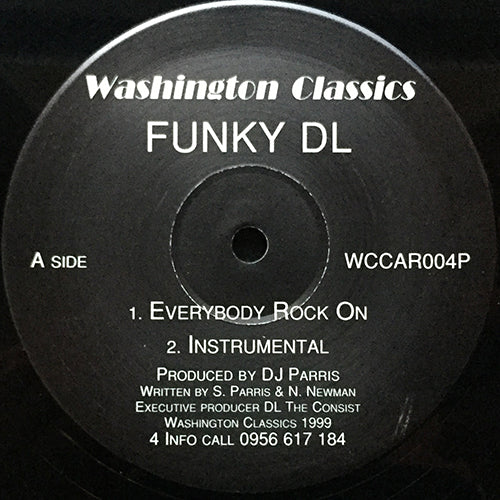 Washington Classics
FUNKY DL
A SIDE
WCCAR004P
1. EVERYBODY ROCK ON
2. INSTRUMENTAL
PRODUCED BY DJ PARRIS
WRITTEN BY S. PARRIS & N. NEWMAN
EXECUTIVE PRODUCER DL THE CONSIST
WASHINGTON CLASSICS 1999
4 INFO CALL 0956 617 184